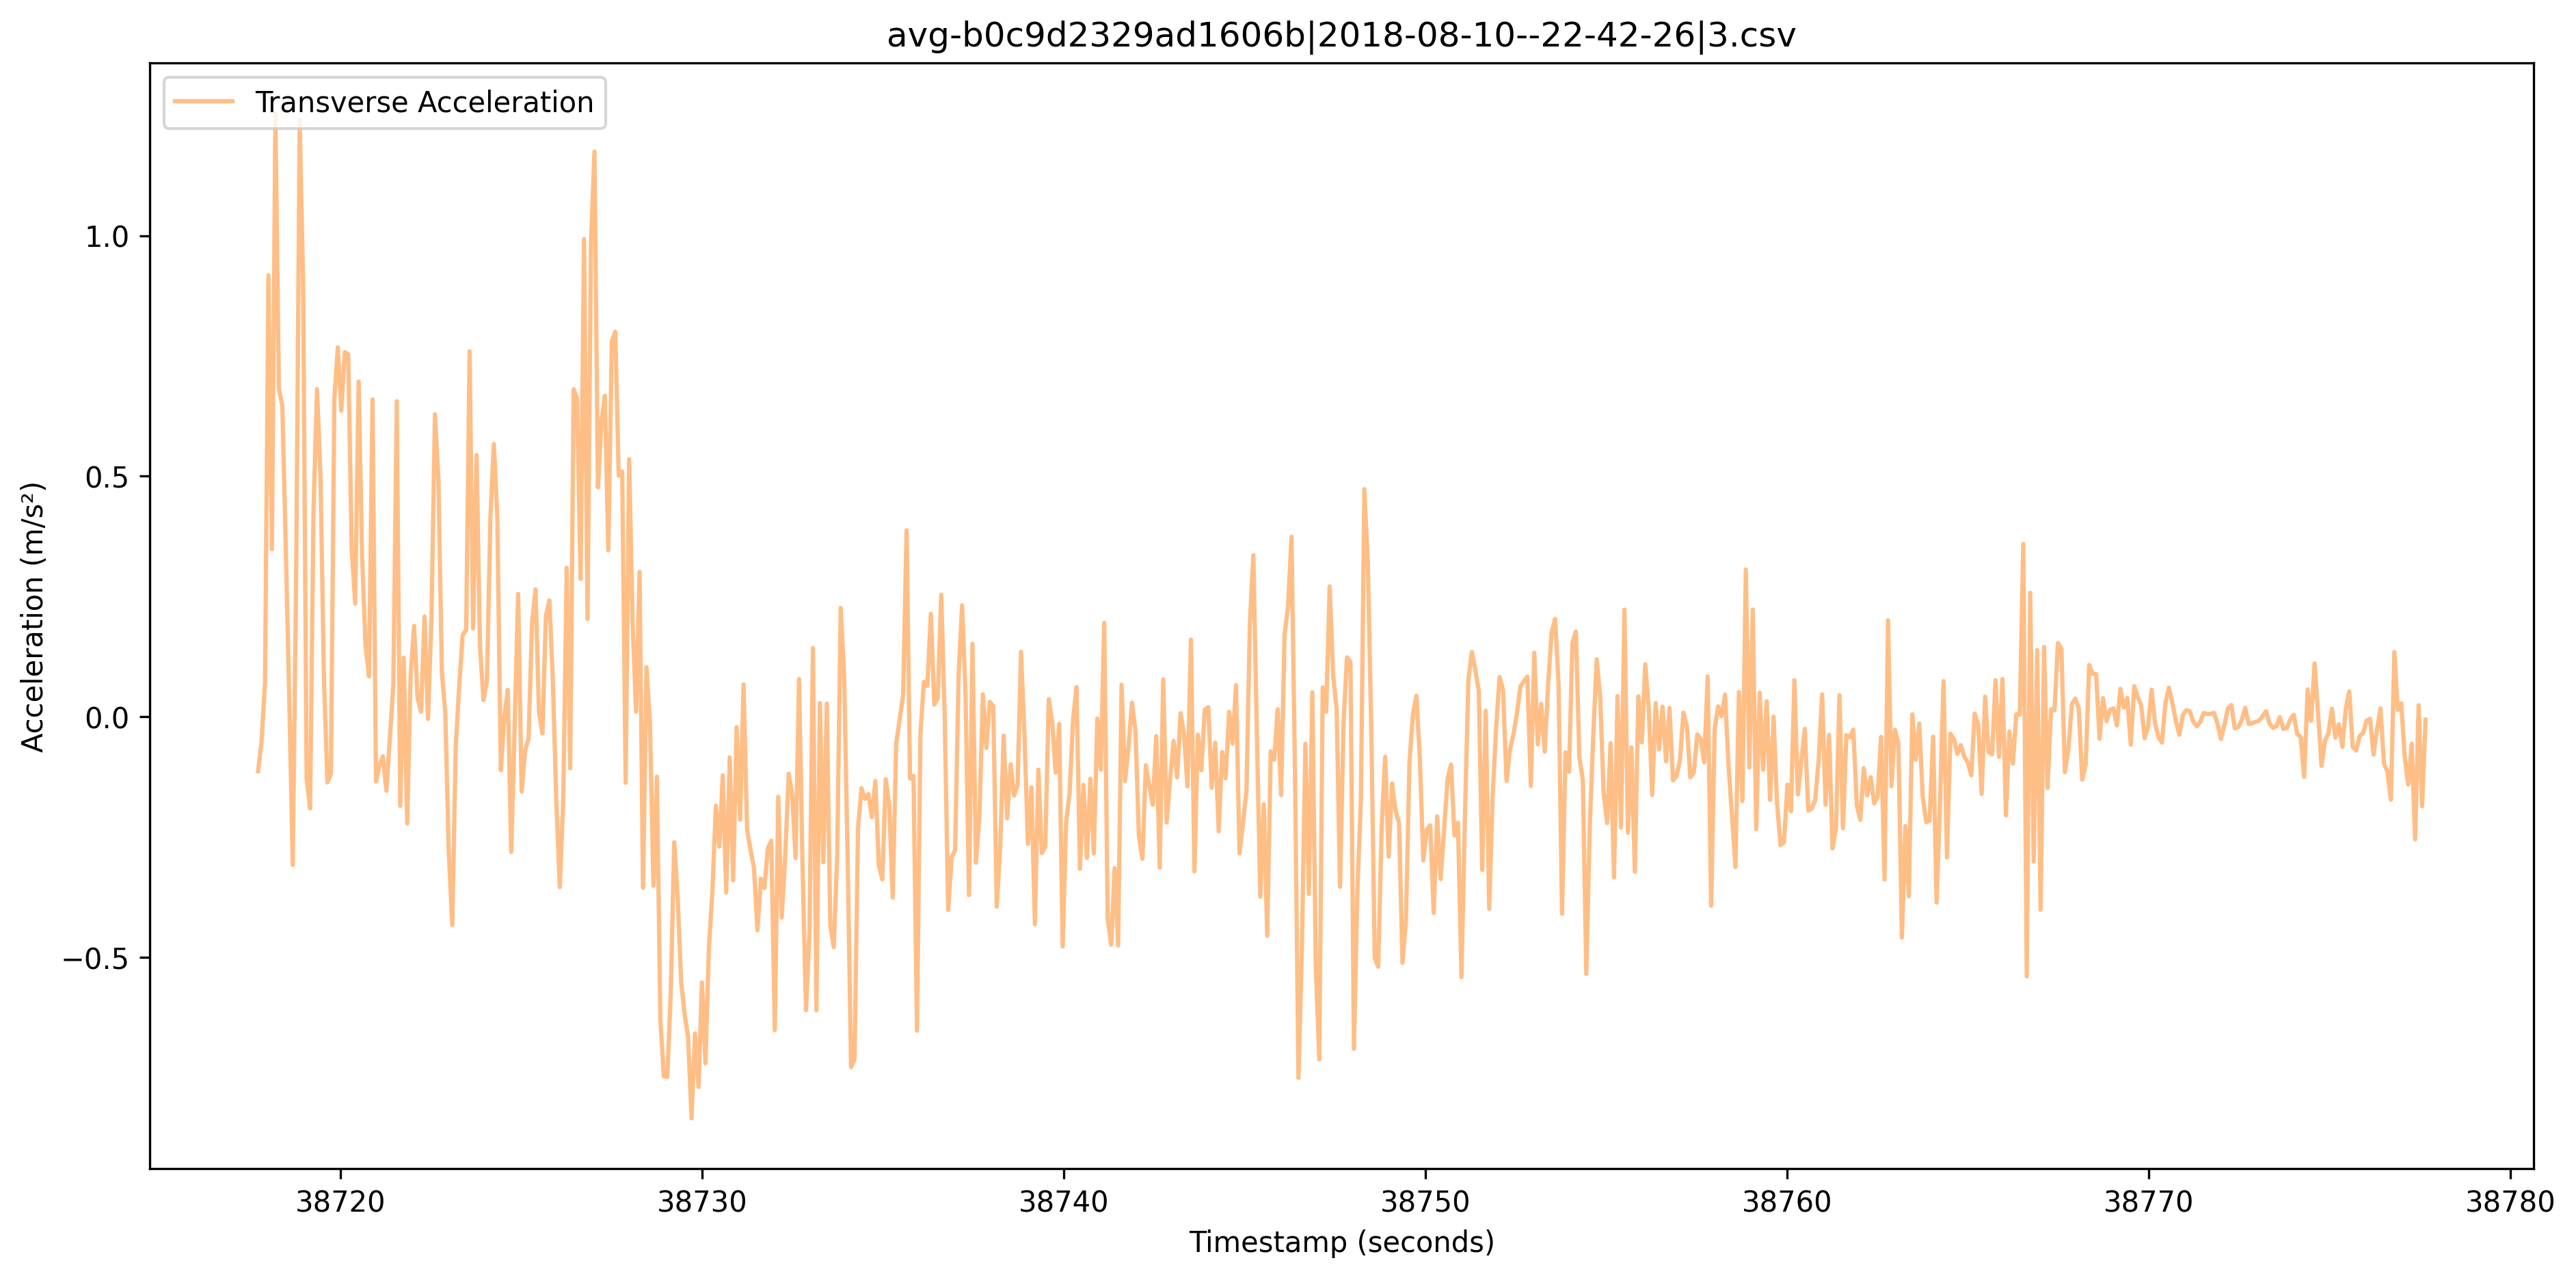 avg-b0c9d2329ad1606b|2018-08-10--22-42-26|3.csv
Transverse Acceleration
Acceleration (m/s²)
1.0
0.5
0.0
−0.5
38720 38730 38740 38750 38760 38770 38780
Timestamp (seconds)